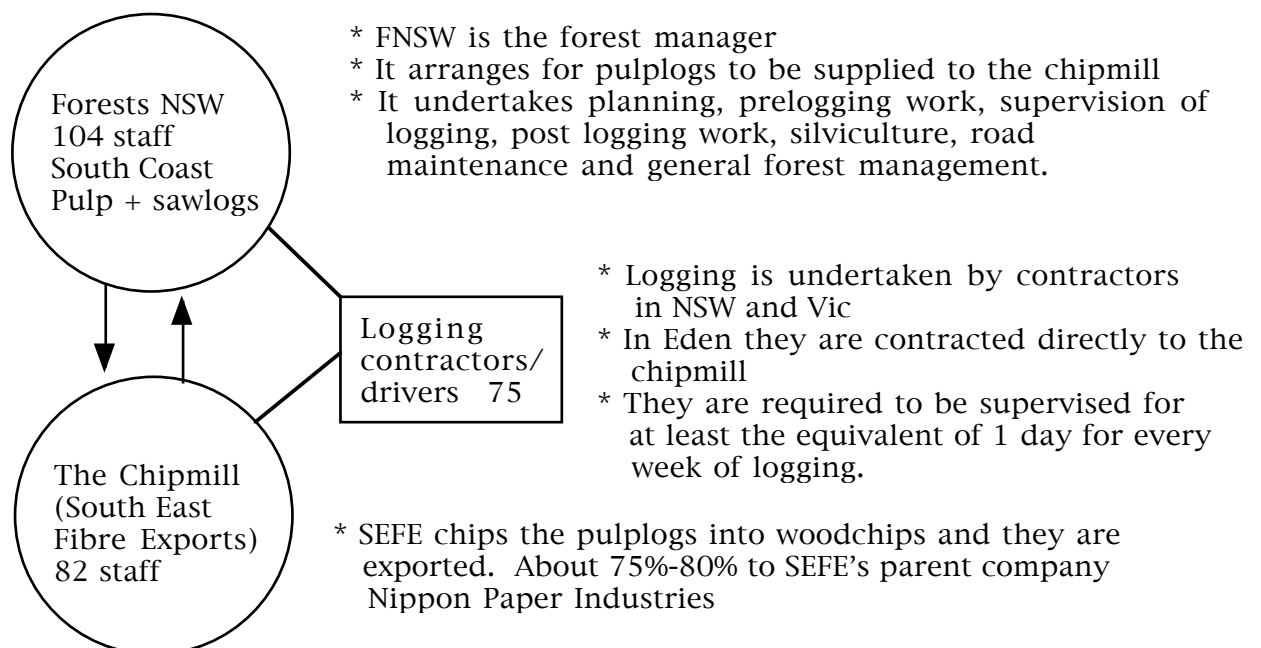 * FNSW is the forest manager
* It arranges for pulplogs to be supplied to the chipmill
* It undertakes planning, prelogging work, supervision of
logging, post logging work, silviculture, road
maintenance and general forest management.
Forests NSW
104 staff
South Coast
Pulp + sawlogs
Logging
contractors/
drivers 75
* Logging is undertaken by contractors
in NSW and Vic
* In Eden they are contracted directly to the
chipmill
* They are required to be supervised for
at least the equivalent of 1 day for every
week of logging.
The Chipmill
(South East
Fibre Exports)
82 staff
* SEFE chips the pulplogs into woodchips and they are
exported. About 75%-80% to SEFE's parent company
Nippon Paper Industries